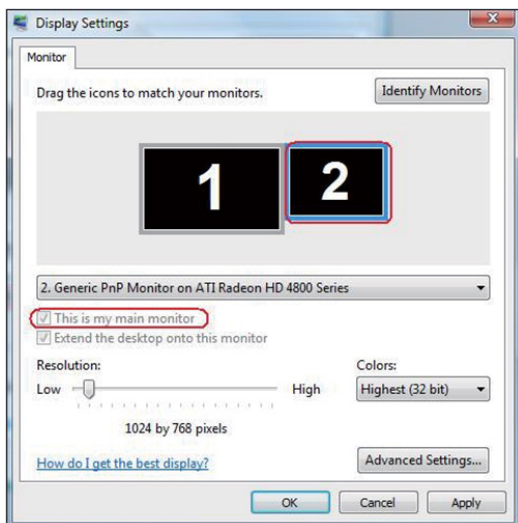 Display Settings
Monitor
Drag the icons to match your monitors.
Identify Monitors
1
2
2. Generic PnP Monitor on ATI Radeon HD 4800 Series
This is my main monitor
Extend the desktop onto this monitor
Resolution:
Colors:
Low
High
Highest (32 bit)
1024 by 768 pixels
How do I get the best display?
Advanced Settings...
OK
Cancel
Apply